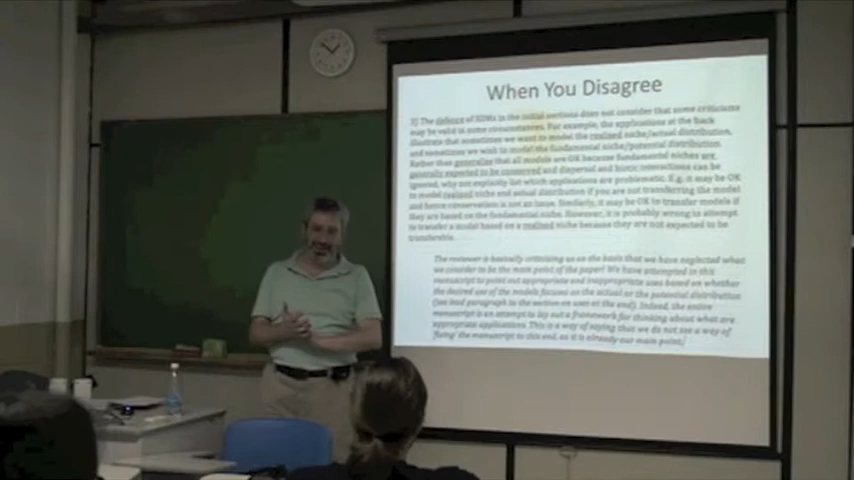 When You Disagree
3) The defence of SDMs in the initial sections does not consider that some criticisms
may be valid in some circumstances. For example, the applications at the back
illustrate that sometimes we want to model the realised niche/actual distribution,
and sometimes we wish to model the fundamental niche/potential distribution.
Rather than generalise that all models are OK because fundamental niches are
generally expected to be conserved and dispersal and biotic interactions can be
ignored, why not explicitly list which applications are problematic. E.g. it may be OK
to model realized niche and actual distribution if you are not transferring the model
and hence conservation is not an issue. Similarly, it may be OK to transfer models if
they are based on the fundamental niche. However, it is probably wrong to attempt
to transfer a model based on a realised niche because they are not expected to be
transferable.
The reviewer is basically criticising us on the basis that we have neglected what
we consider to be the main point of the paper! We have attempted in this
manuscript to point out appropriate and inappropriate uses based on whether
the desired use of the models focuses on the actual or the potential distribution
(see lead paragraph to the section on uses at the end). Indeed, the entire
manuscript is an attempt to lay out a framework for thinking about what are
appropriate applications. This is a way of saying that we do not see a way of
'fixing' the manuscript to this end, as it is already our main point.